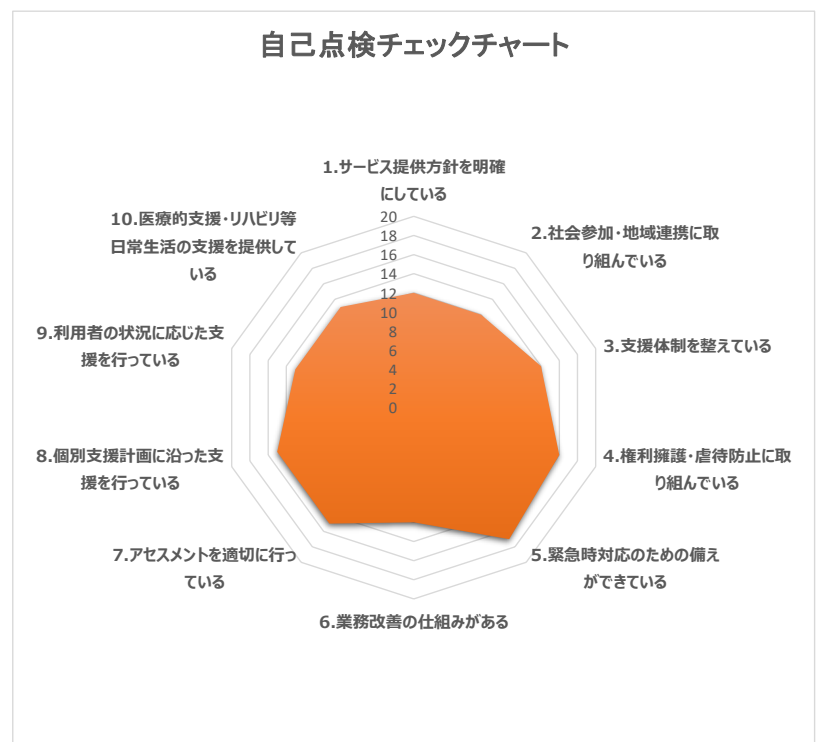 自己点検チェックチャート
1.サービス提供方針を明確
にしている
2.社会参加・地域連携に取
り組んでいる
3.支援体制を整えている
4.権利擁護・虐待防止に取
り組んでいる
5.緊急時対応のための備え
ができている
6.業務改善の仕組みがある
7.アセスメントを適切に行っ
ている
8.個別支援計画に沿った支
援を行っている
9.利用者の状況に応じた支
援を行っている
10.医療的支援・リハビリ等
日常生活の支援を提供して
いる
20
18
16
14
12
10
8
6
4
2
0